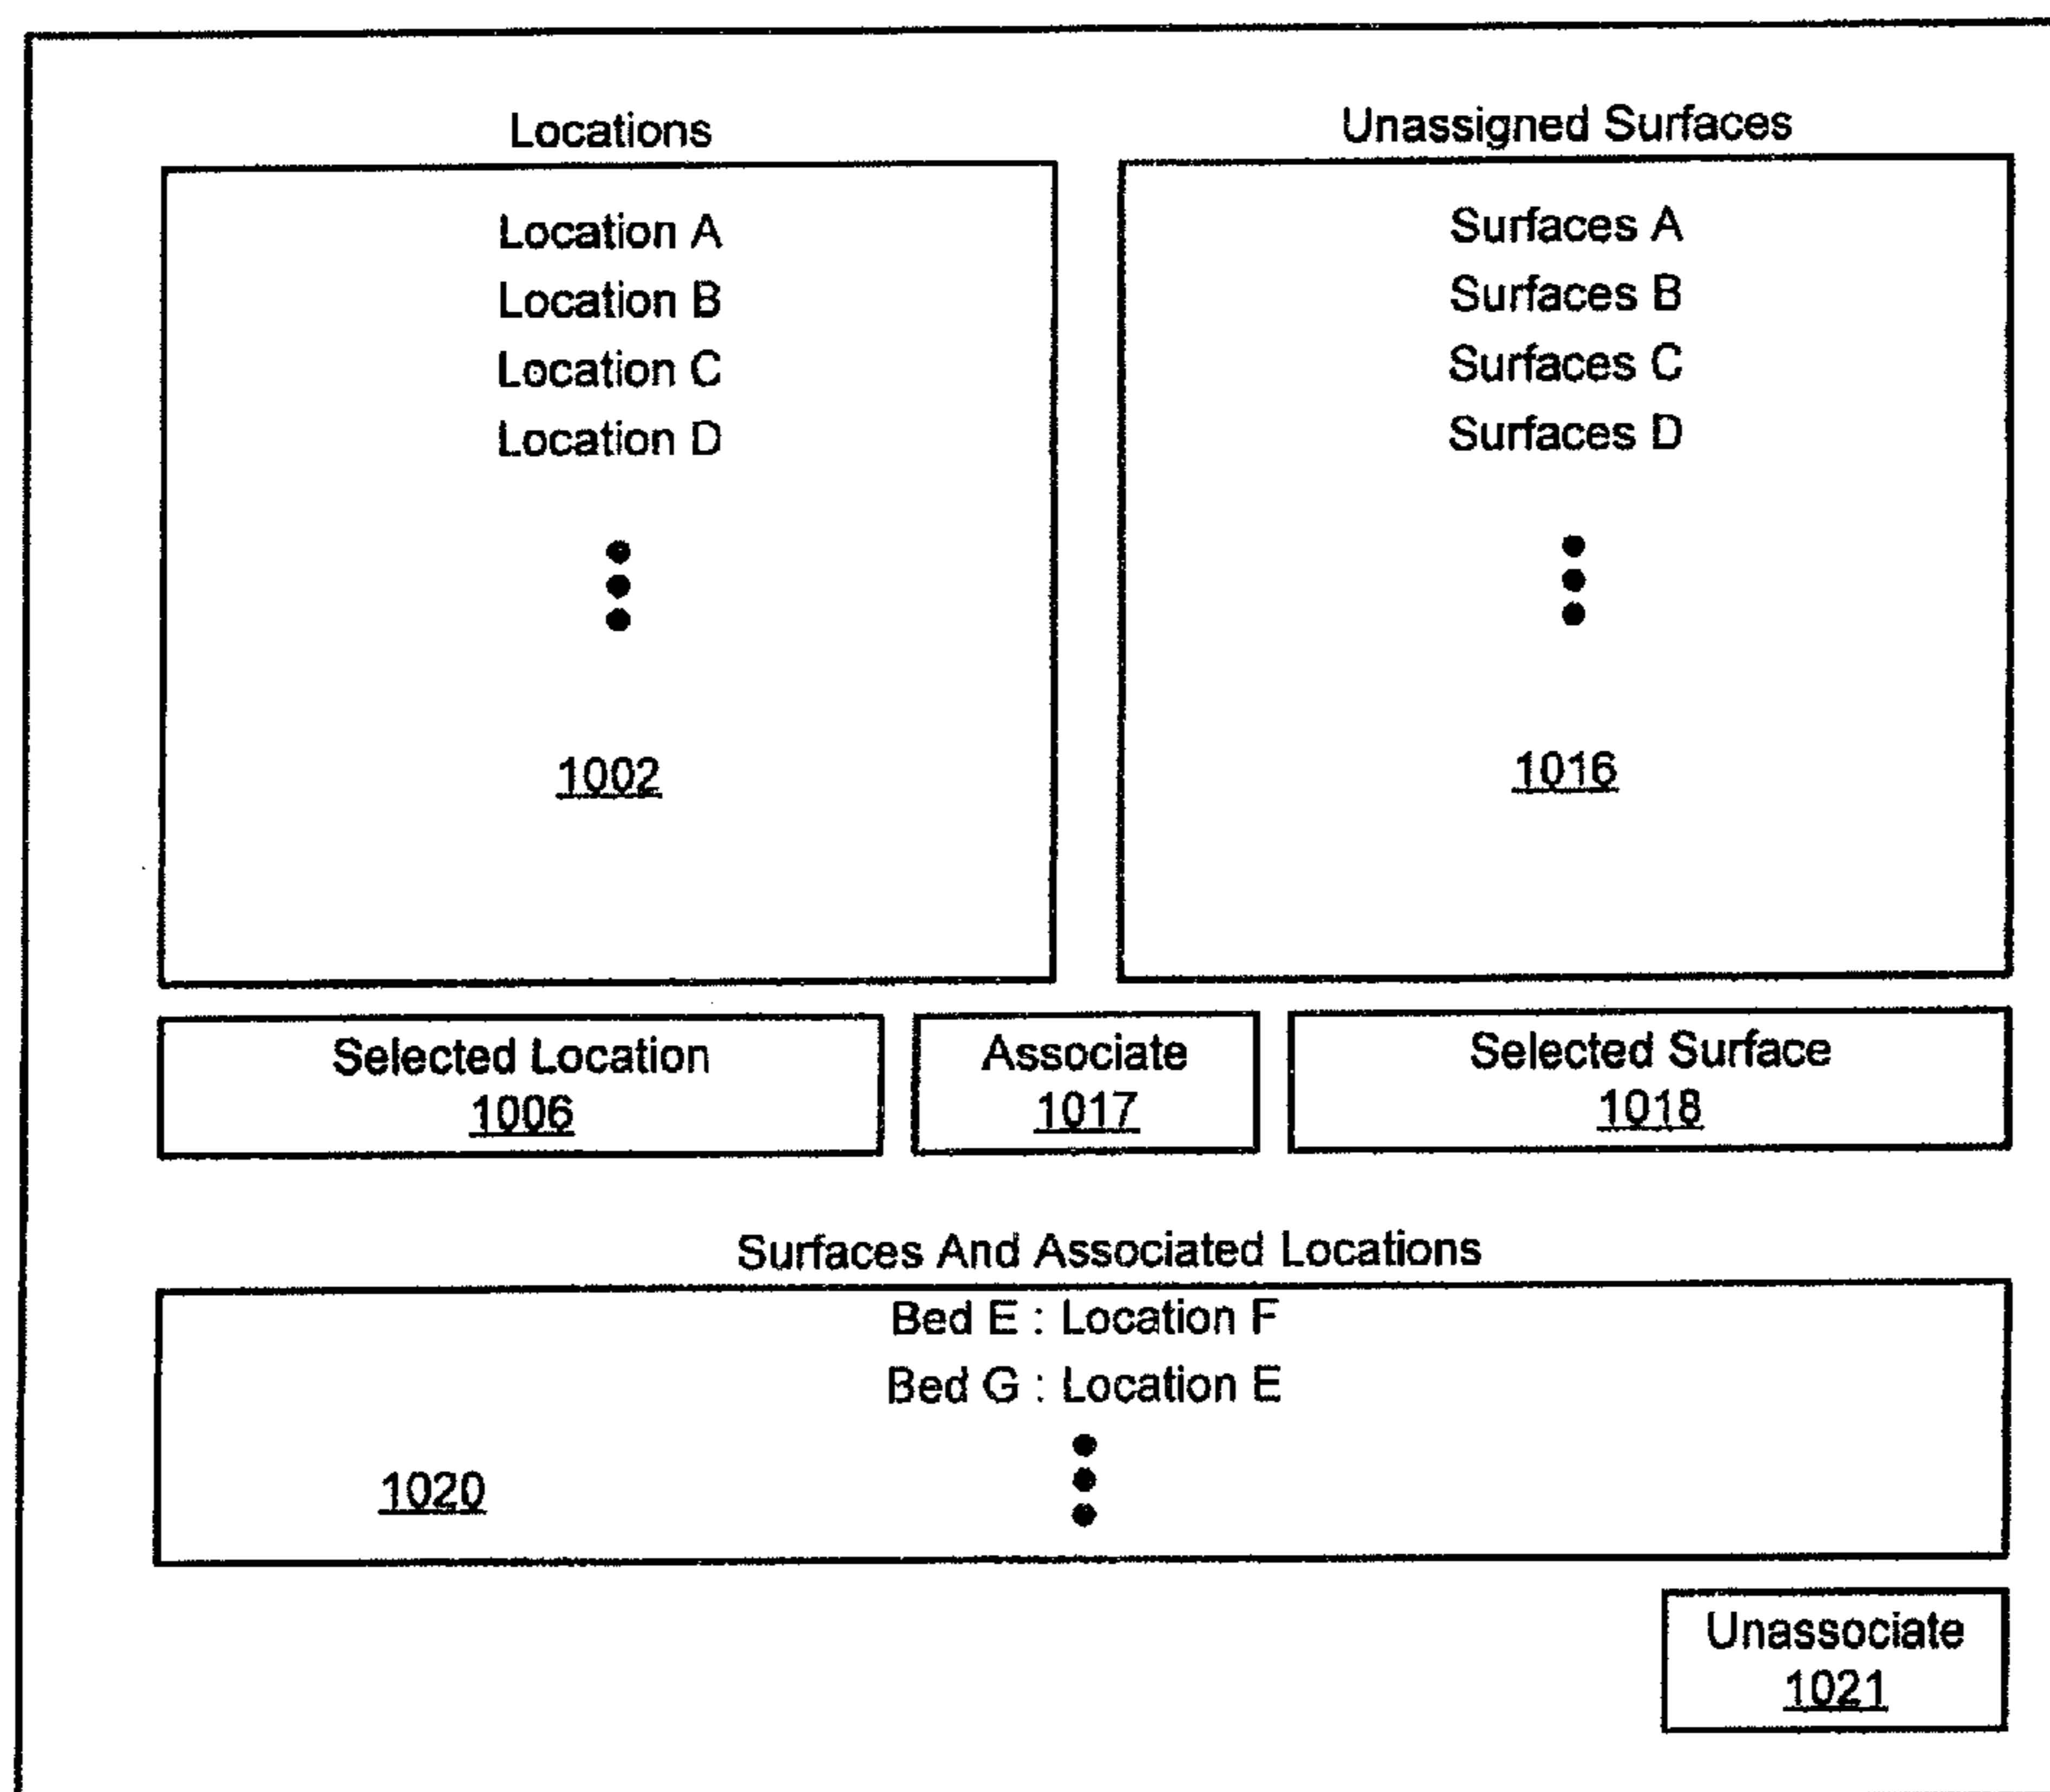 Locations
Location A
Location B
Location C
Location D
1002
Unassigned Surfaces
Surfaces A
Surfaces B
Surfaces C
Surfaces D
1016
Selected Location
1006
Associate
1017
Selected Surface
1018
Surfaces And Associated Locations
Bed E : Location F
Bed G : Location E
1020
Unassociate
1021